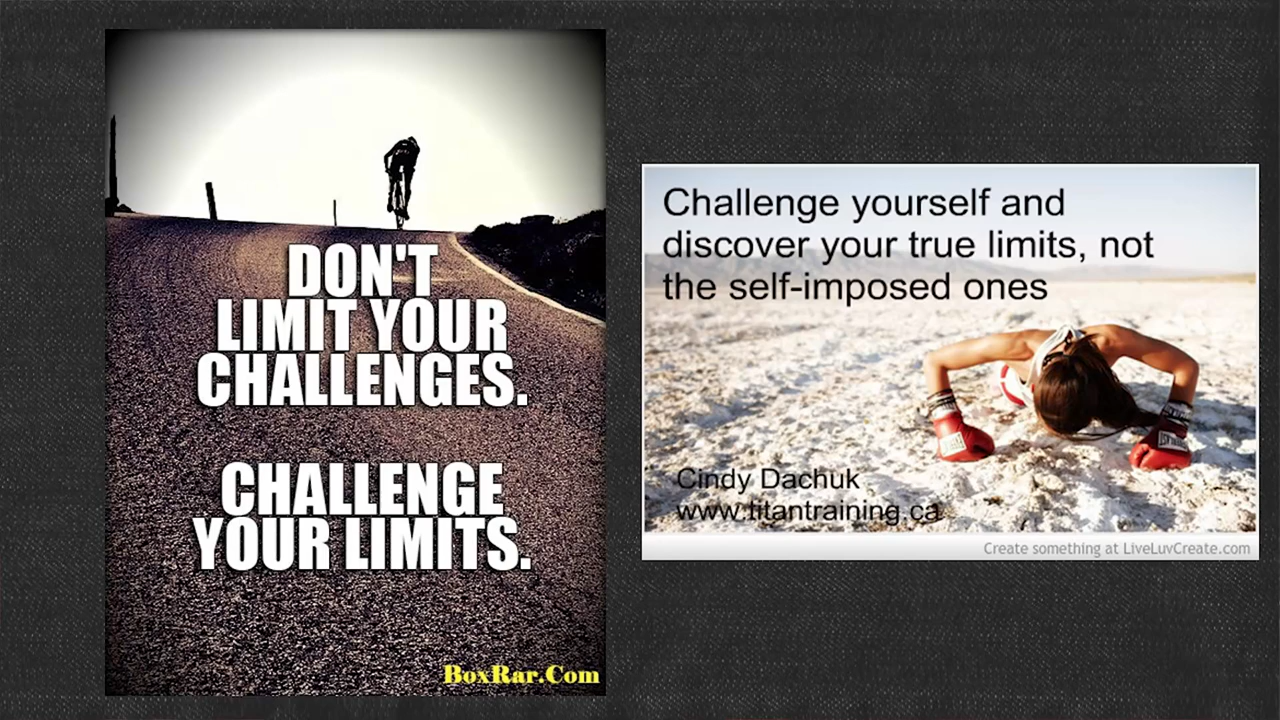 DON'T
LIMIT YOUR
CHALLENGES.
CHALLENGE
YOUR LIMITS.
BoxRar.Com
Challenge yourself and
discover your true limits, not
the self-imposed ones
Cindy Dachuk
www.titantraining.ca
Create something at LiveLuvCreate.com